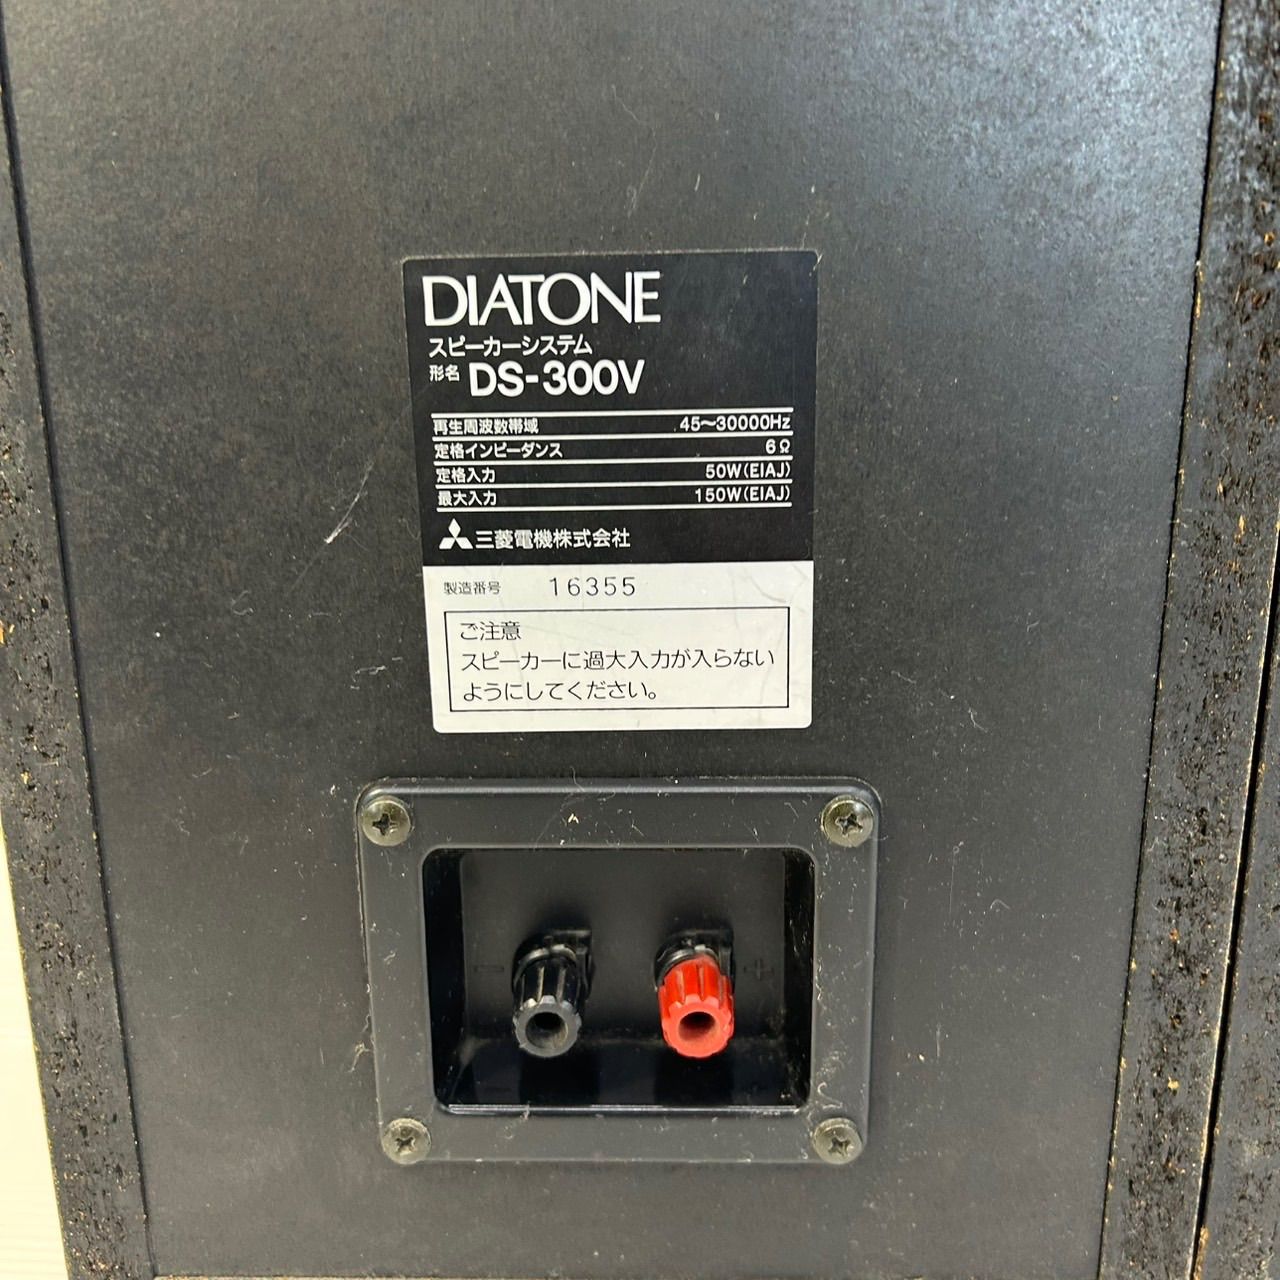 DIATONE
スピーカーシステム
形名 DS-300V
再生周波数帯域 45〜30000Hz
定格インピーダンス 6Ω
定格入力 50W(EIAJ)
最大入力 150W(EIAJ)
三菱電機株式会社
製造番号 16355
ご注意
スピーカーに過大入力が入らない
ようにしてください。
- +